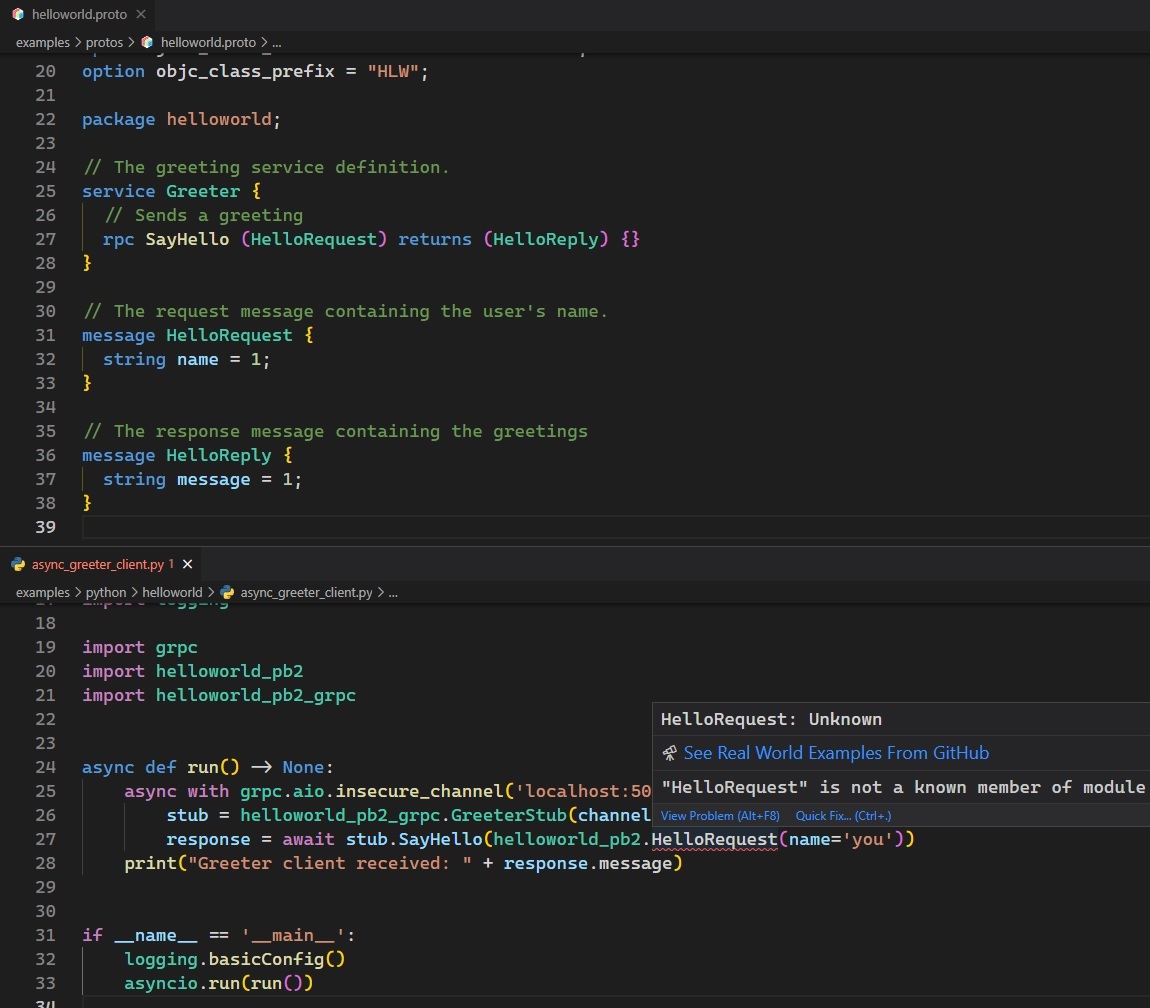 helloworld.proto
examples > protos > helloworld.proto > ...
20 option objc_class_prefix = "HLW";
21
22 package helloworld;
23
24 // The greeting service definition.
25 service Greeter {
26 // Sends a greeting
27 rpc SayHello (HelloRequest) returns (HelloReply) {}
28 }
29
30 // The request message containing the user's name.
31 message HelloRequest {
32 string name = 1;
33 }
34
35 // The response message containing the greetings
36 message HelloReply {
37 string message = 1;
38 }
39
async_greeter_client.py 1
examples > python > helloworld > async_greeter_client.py > ...
import logging
18
19 import grpc
20 import helloworld_pb2
21 import helloworld_pb2_grpc
22
23
24 async def run() -> None:
25 async with grpc.aio.insecure_channel('localhost:50
26 stub = helloworld_pb2_grpc.GreeterStub(channel
27 response = await stub.SayHello(helloworld_pb2.HelloRequest(name='you'))
28 print("Greeter client received: " + response.message)
29
30
31 if __name__ == '__main__':
32 logging.basicConfig()
33 asyncio.run(run())
34
HelloRequest: Unknown
See Real World Examples From GitHub
"HelloRequest" is not a known member of module
View Problem (Alt+F8) Quick Fix... (Ctrl+.)